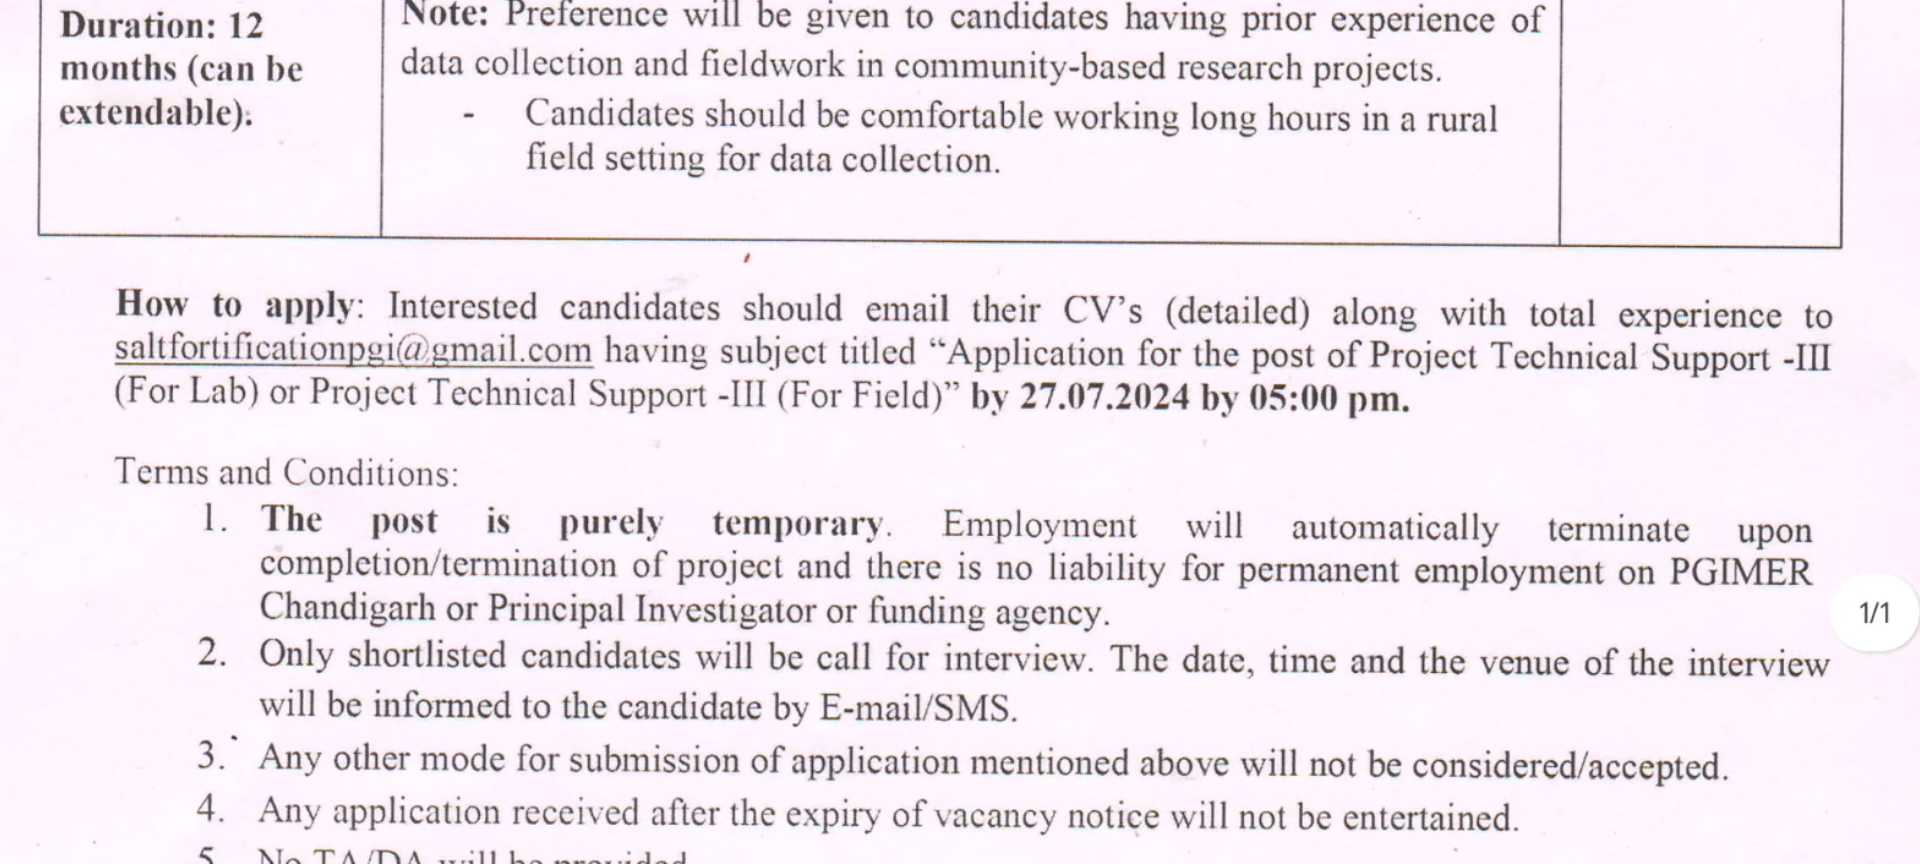 Duration: 12
months (can be
extendable).
Note: Preference will be given to candidates having prior experience of
data collection and fieldwork in community-based research projects.
- Candidates should be comfortable working long hours in a rural
field setting for data collection.
How to apply: Interested candidates should email their CV’s (detailed) along with total experience to
saltfortificationpgi@gmail.com having subject titled “Application for the post of Project Technical Support -III
(For Lab) or Project Technical Support -III (For Field)” by 27.07.2024 by 05:00 pm.
Terms and Conditions:
1. The post is purely temporary. Employment will automatically terminate upon
completion/termination of project and there is no liability for permanent employment on PGIMER
Chandigarh or Principal Investigator or funding agency.
1/1
2. Only shortlisted candidates will be call for interview. The date, time and the venue of the interview
will be informed to the candidate by E-mail/SMS.
3. Any other mode for submission of application mentioned above will not be considered/accepted.
4. Any application received after the expiry of vacancy notice will not be entertained.
5. No TA/DA will be provided